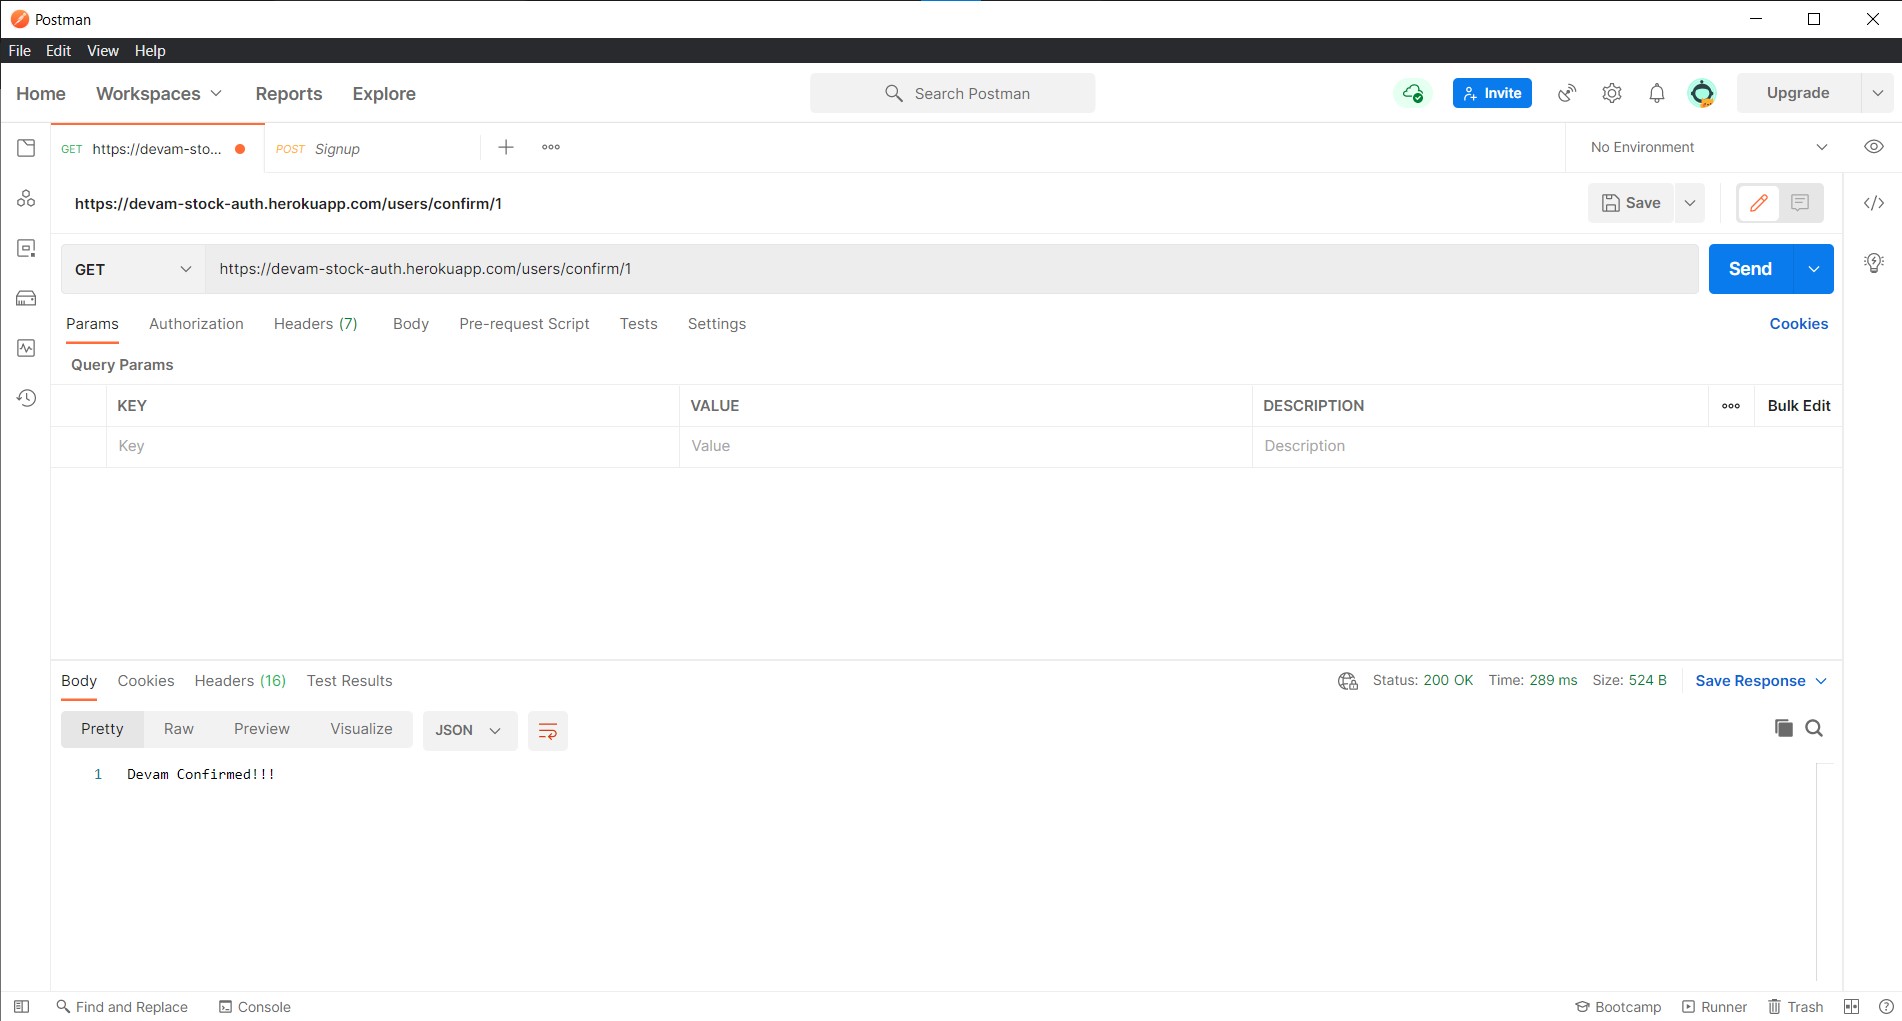 Postman
File Edit View Help
Home Workspaces Reports Explore Search Postman Invite Upgrade
GET https://devam-sto... POST Signup No Environment
https://devam-stock-auth.herokuapp.com/users/confirm/1 Save
GET https://devam-stock-auth.herokuapp.com/users/confirm/1 Send
Params Authorization Headers (7) Body Pre-request Script Tests Settings Cookies
Query Params
KEY VALUE DESCRIPTION Bulk Edit
Key Value Description
Body Cookies Headers (16) Test Results Status: 200 OK Time: 289 ms Size: 524 B Save Response
Pretty Raw Preview Visualize JSON
1 Devam Confirmed!!!
Find and Replace Console Bootcamp Runner Trash